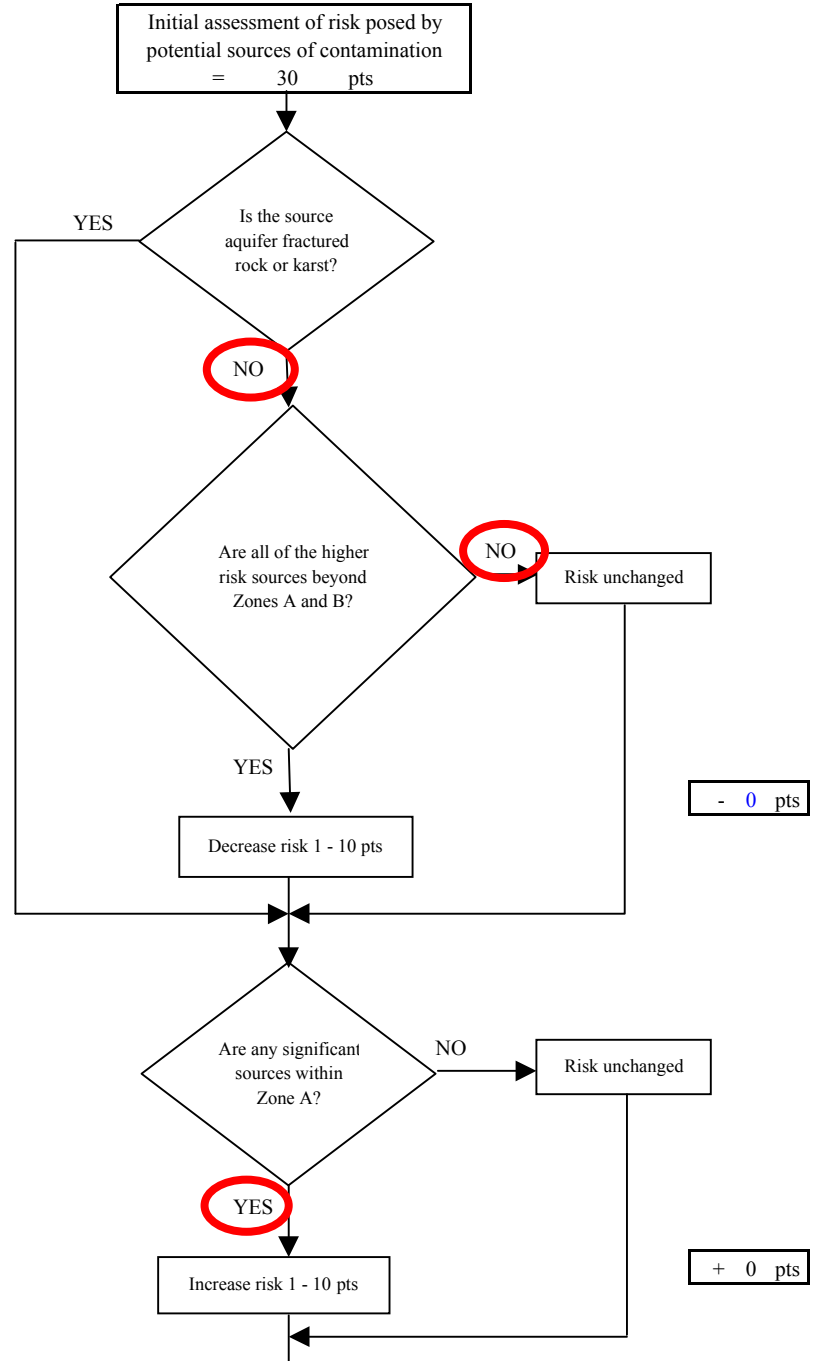 Initial assessment of risk posed by
potential sources of contamination
= 30 pts
YES
Is the source
aquifer fractured
rock or karst?
NO
Are all of the higher
risk sources beyond
Zones A and B?
NO
Risk unchanged
YES
- 0 pts
Decrease risk 1 - 10 pts
Are any significant
sources within
Zone A?
NO
Risk unchanged
YES
+ 0 pts
Increase risk 1 - 10 pts